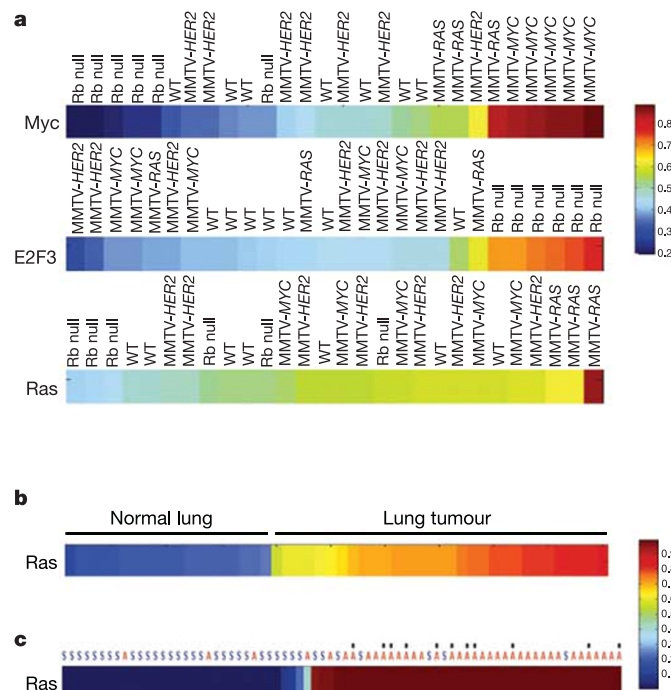 a
Rb null Rb null Rb null Rb null Rb null WT MMTV-HER2 MMTV-HER2 WT WT Rb null MMTV-HER2 MMTV-HER2 WT MMTV-HER2 WT MMTV-HER2 WT WT MMTV-RAS MMTV-RAS MMTV-HER2 MMTV-RAS MMTV-MYC MMTV-MYC MMTV-MYC MMTV-MYC MMTV-MYC
Myc
MMTV-HER2 MMTV-HER2 MMTV-MYC MMTV-MYC MMTV-RAS MMTV-HER2 MMTV-MYC WT WT WT WT WT MMTV-RAS WT MMTV-HER2 MMTV-HER2 MMTV-MYC MMTV-MYC MMTV-HER2 MMTV-HER2 WT MMTV-RAS Rb null Rb null Rb null Rb null Rb null Rb null
E2F3
Rb null Rb null Rb null WT WT MMTV-HER2 MMTV-HER2 Rb null WT WT Rb null MMTV-MYC MMTV-HER2 WT MMTV-MYC MMTV-HER2 Rb null MMTV-MYC MMTV-HER2 WT MMTV-HER2 MMTV-MYC WT MMTV-MYC MMTV-HER2 MMTV-RAS MMTV-RAS MMTV-RAS
Ras
0.8
0.7
0.6
0.5
0.4
0.3
0.2
b
Normal lung
Lung tumour
Ras
c
Ras